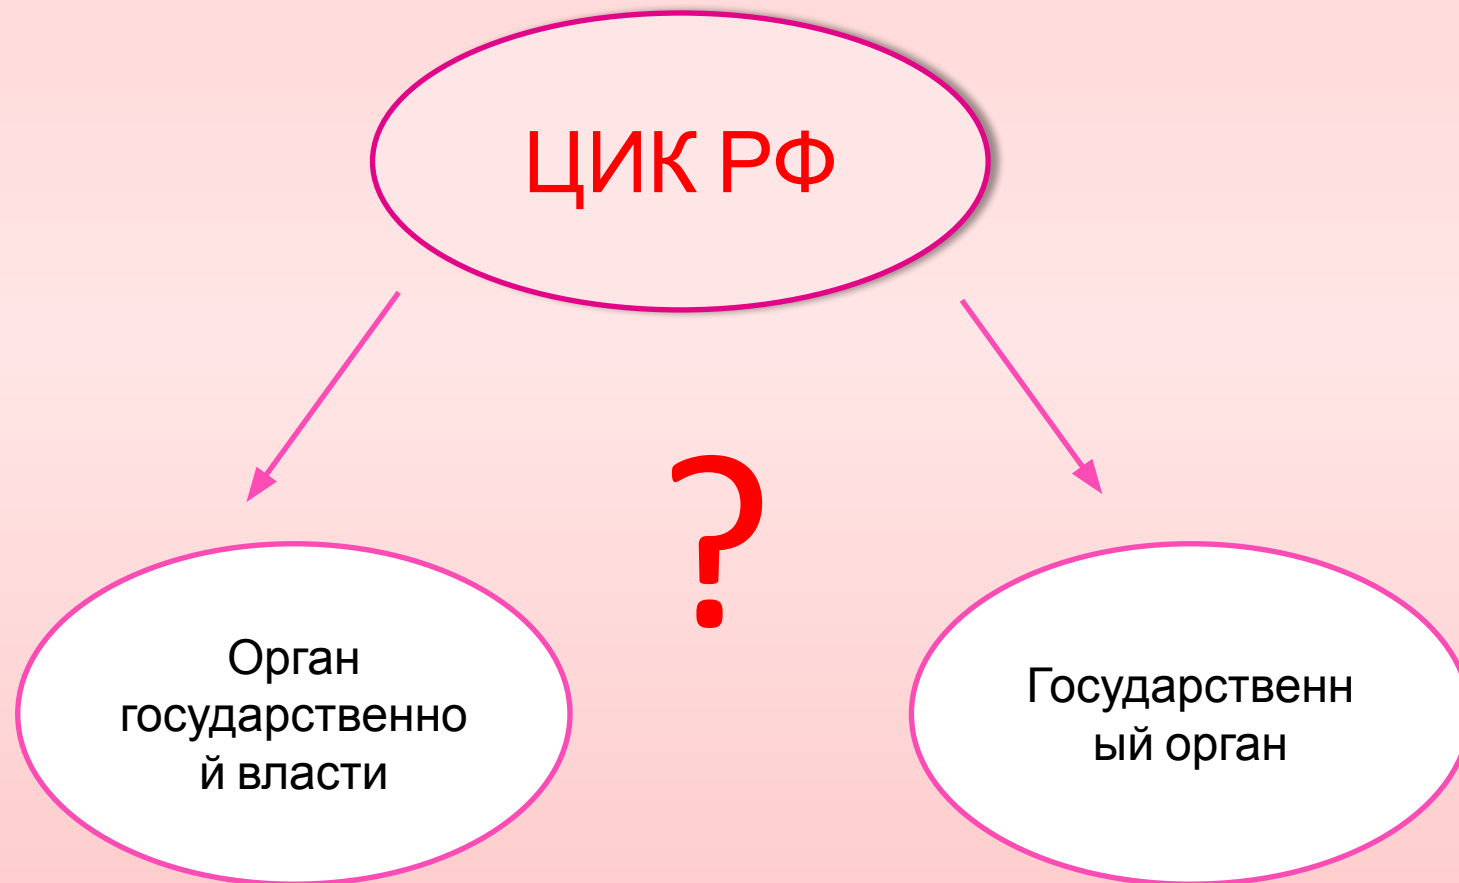 ЦИК РФ
?
Орган
государственно
й власти
Государственн
ый орган